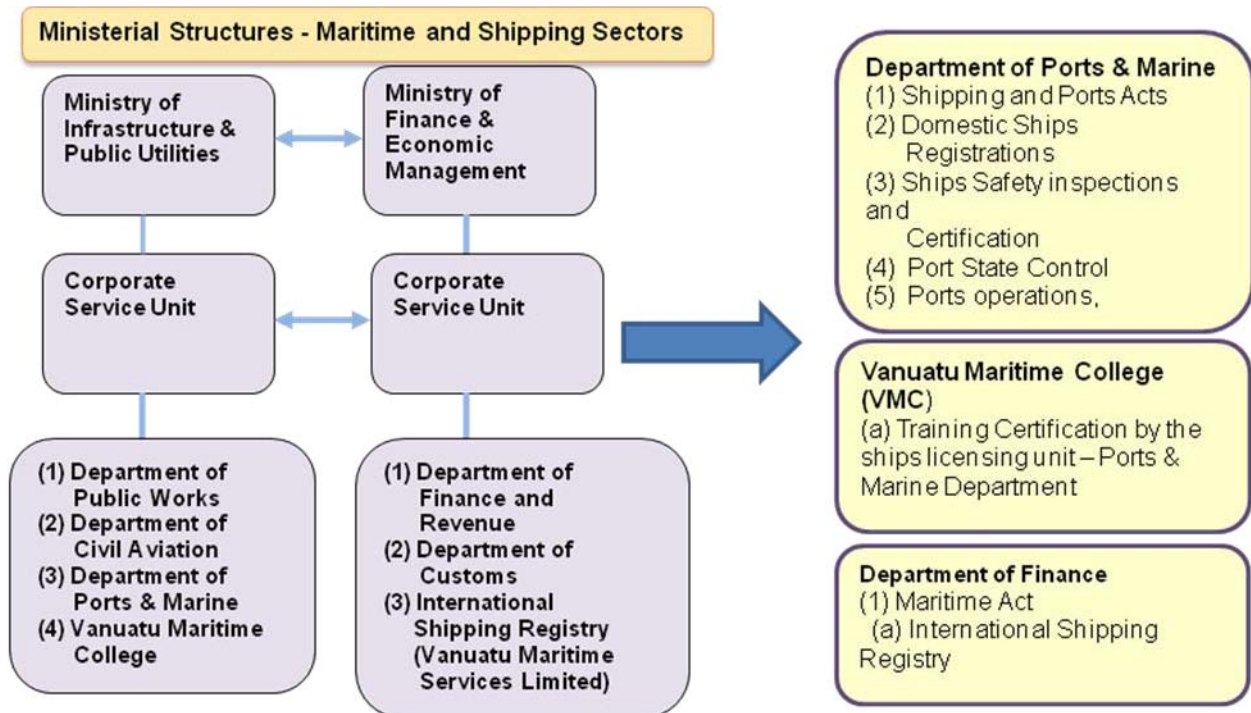 Ministerial Structures - Maritime and Shipping Sectors
Ministry of
Infrastructure &
Public Utilities
Ministry of
Finance &
Economic
Management
Corporate
Service Unit
Corporate
Service Unit
(1) Department of
Public Works
(2) Department of
Civil Aviation
(3) Department of
Ports & Marine
(4) Vanuatu Maritime
College
(1) Department of
Finance and
Revenue
(2) Department of
Customs
(3) International
Shipping Registry
(Vanuatu Maritime
Services Limited)
Department of Ports & Marine
(1) Shipping and Ports Acts
(2) Domestic Ships
Registrations
(3) Ships Safety inspections
and
Certification
(4) Port State Control
(5) Ports operations,
Vanuatu Maritime College
(VMC)
(a) Training Certification by the
ships licensing unit – Ports &
Marine Department
Department of Finance
(1) Maritime Act
(a) International Shipping
Registry